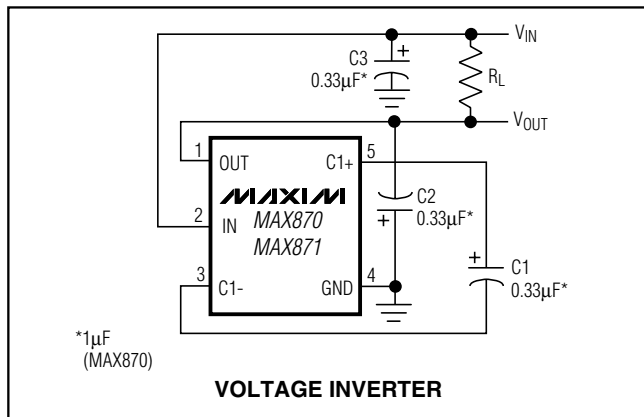 VIN
C3
+
0.33µF*
RL
VOUT
1
OUT
C1+
5
MAXIM
MAX870
MAX871
2
IN
C2
0.33µF*
+
3
C1-
GND
4
+
C1
0.33µF*
*1µF
(MAX870)
VOLTAGE INVERTER